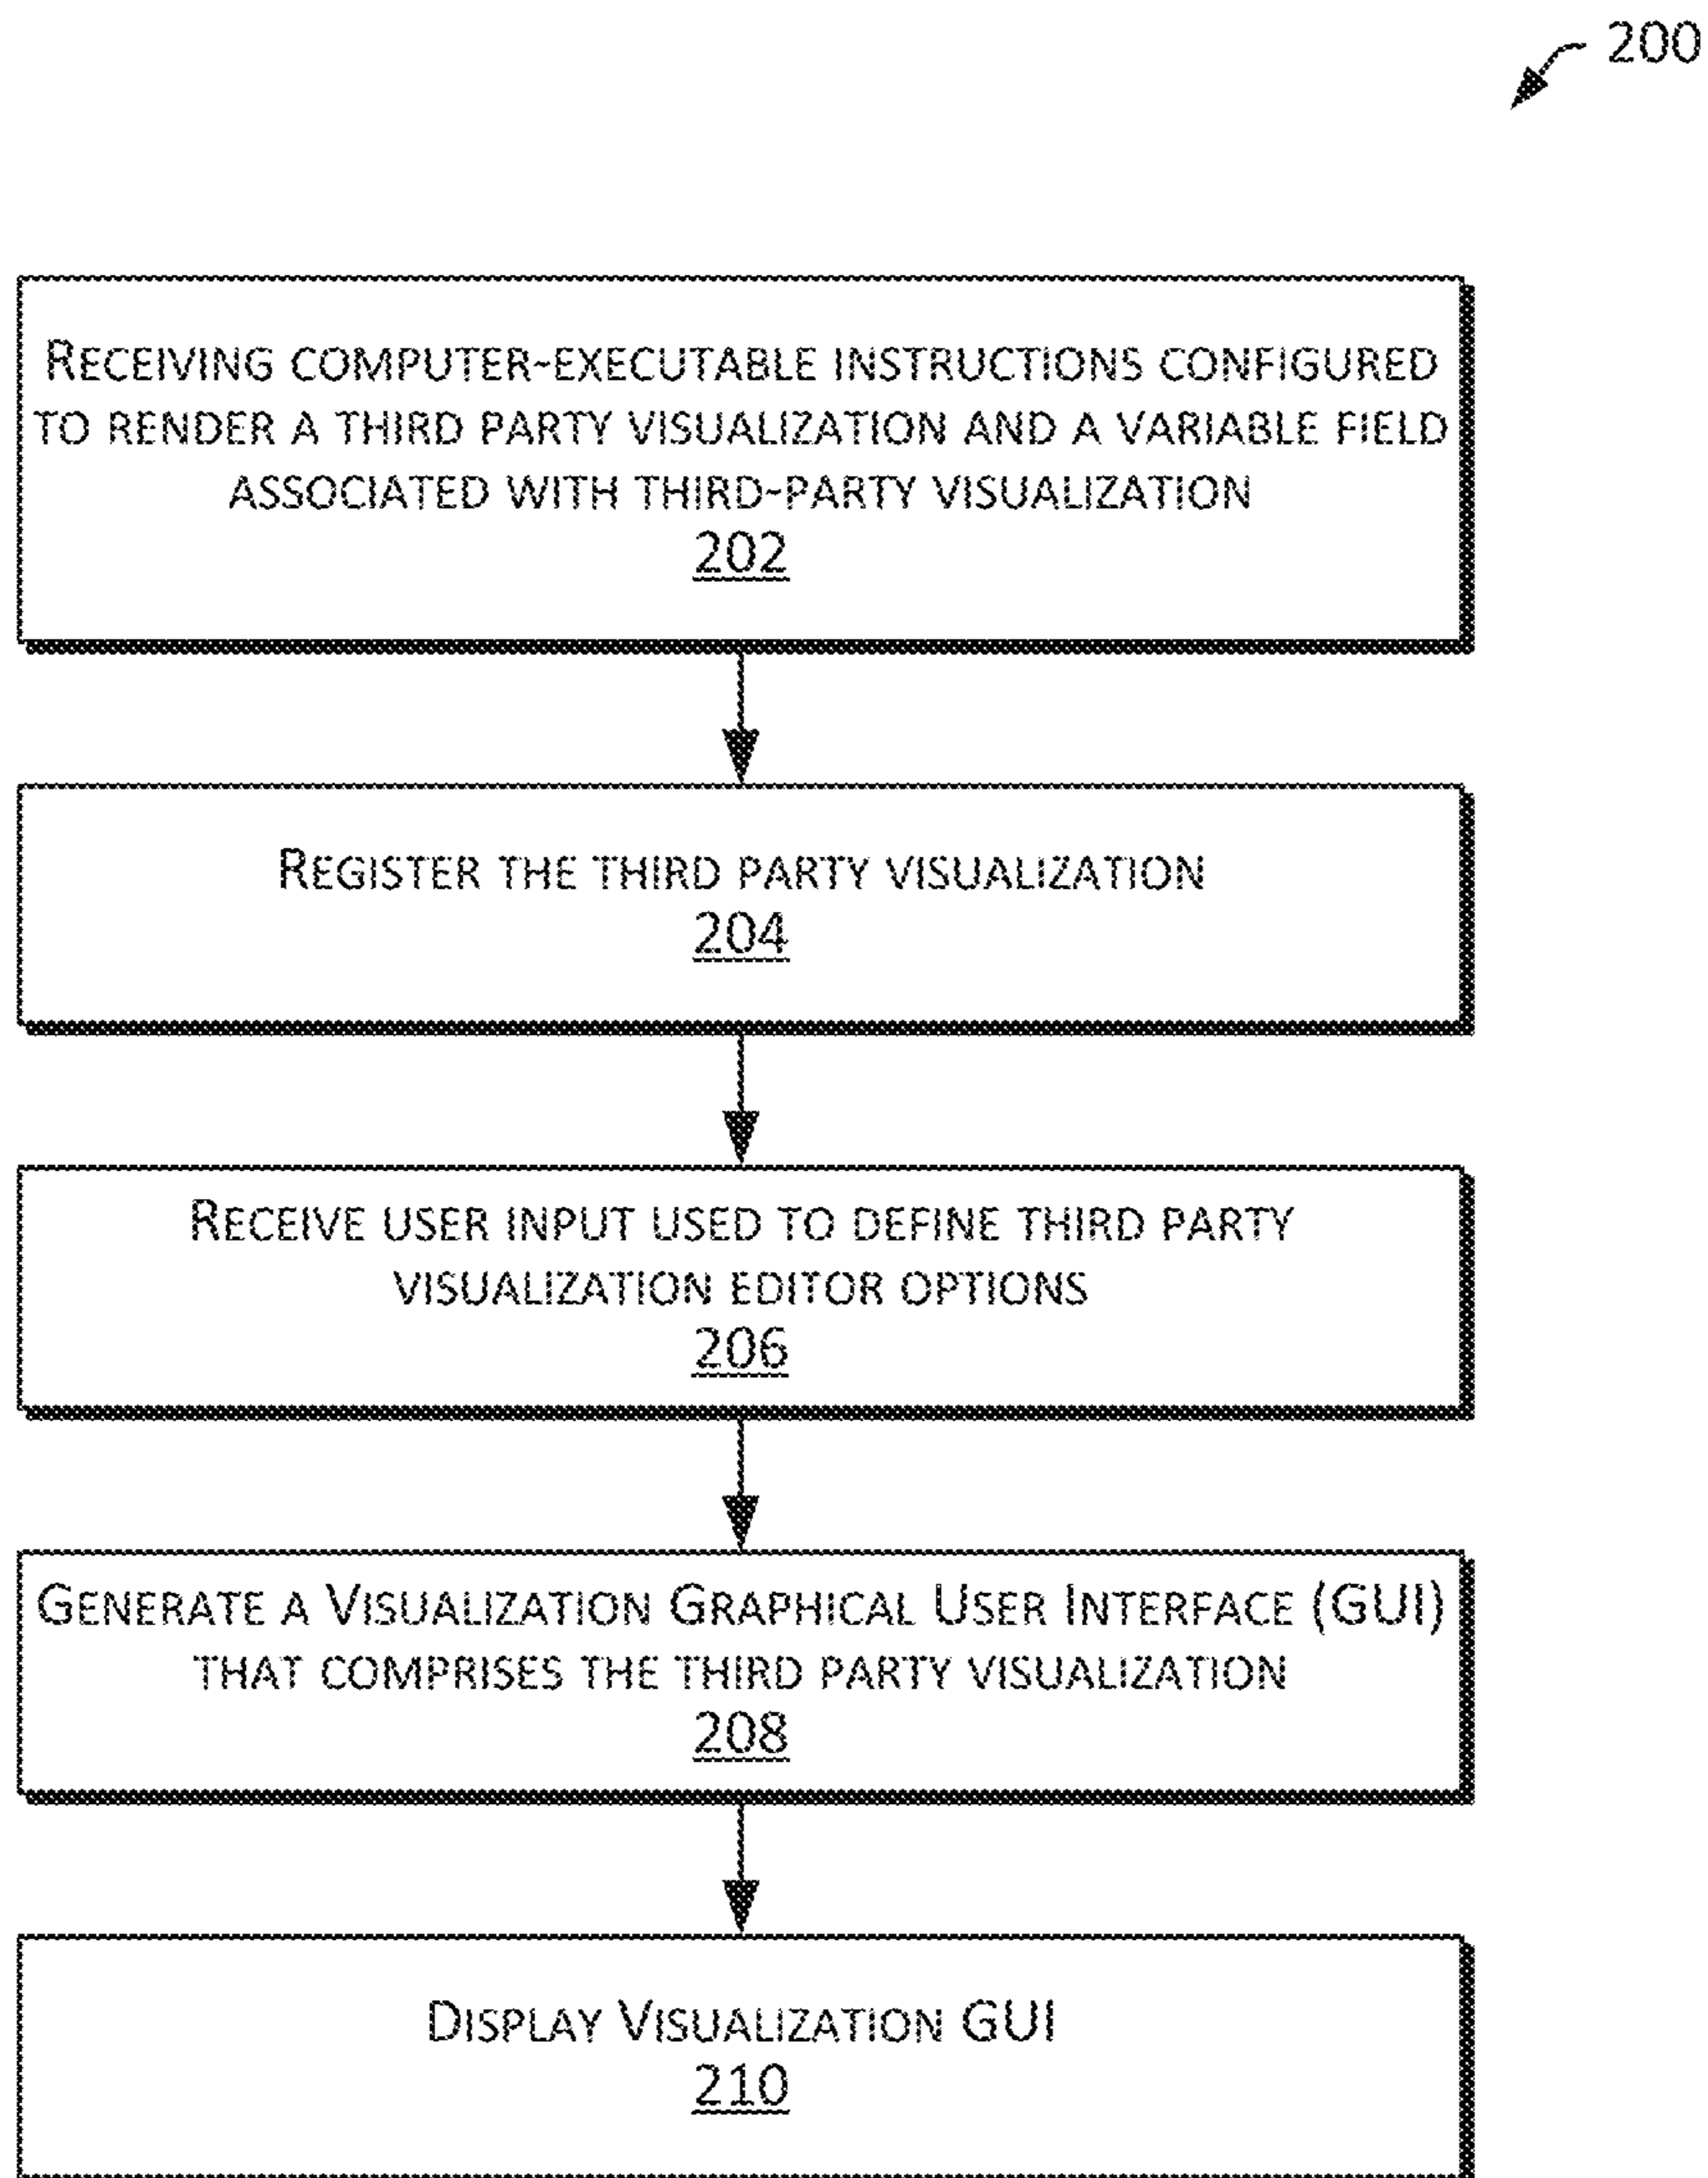 200
Receiving computer-executable instructions configured
to render a third party visualization and a variable field
associated with third-party visualization
202
Register the third party visualization
204
Receive user input used to define third party
visualization editor options
206
Generate a Visualization Graphical User Interface (GUI)
that comprises the third party visualization
208
Display Visualization GUI
210